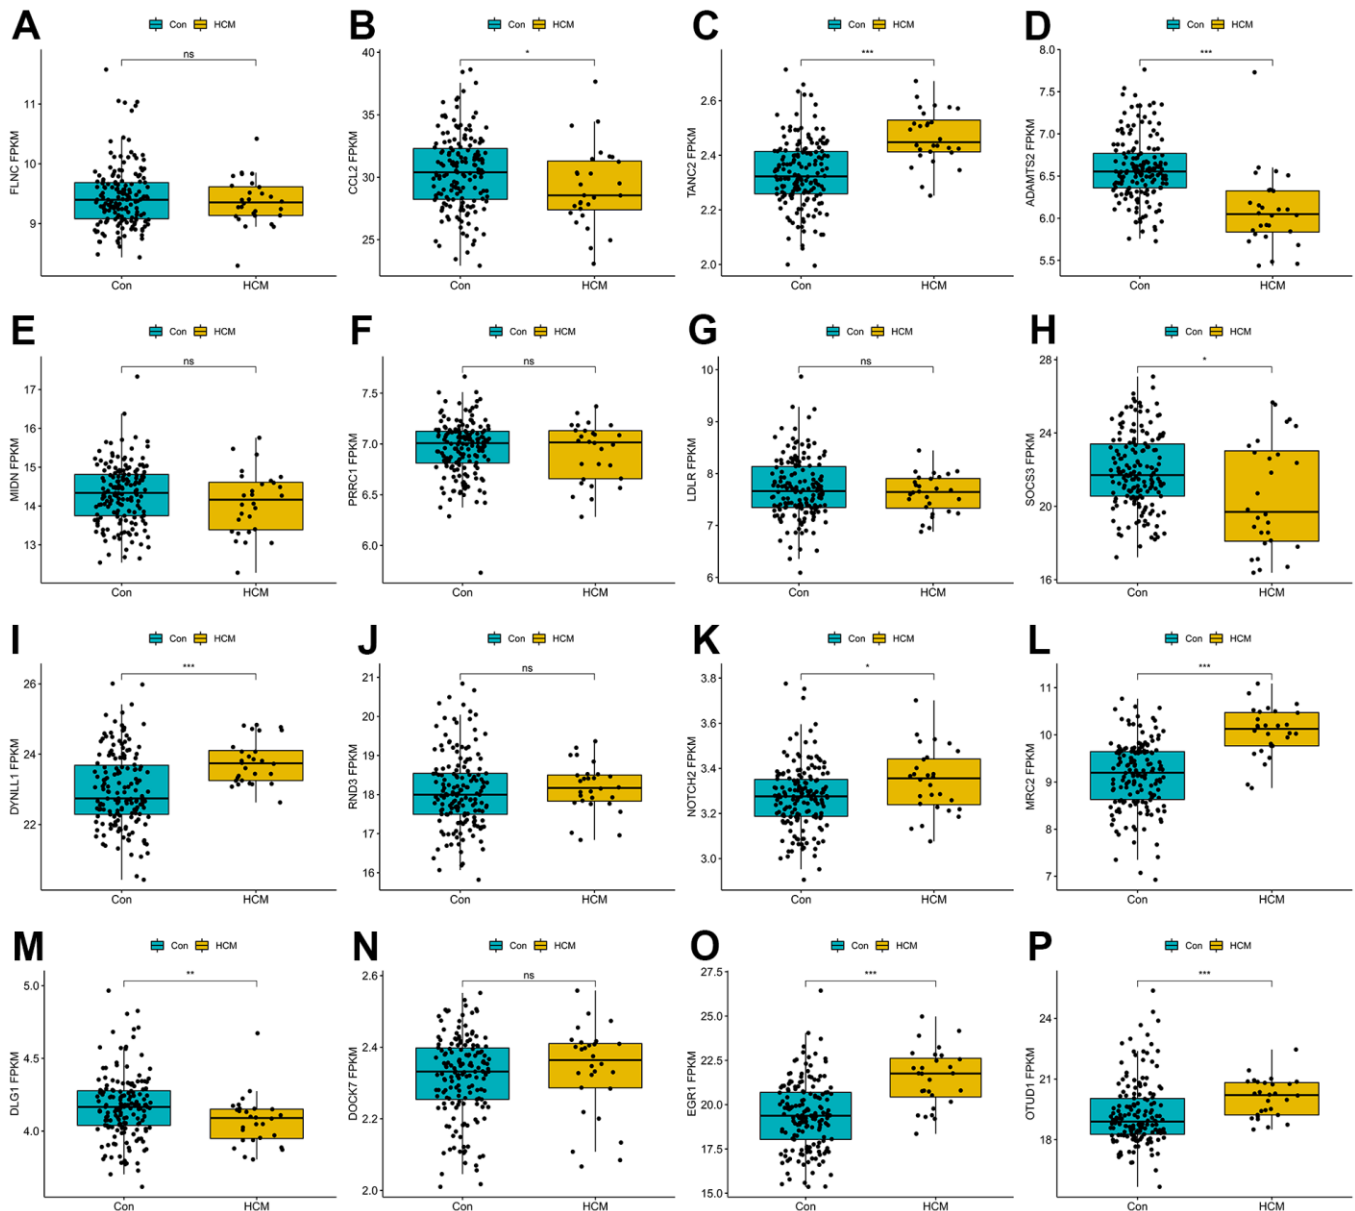 A
Con HCM
ns
FLNC FPKM
11
10
9
Con HCM
B
Con HCM
*
CCL2 FPKM
40
35
30
25
Con HCM
C
Con HCM
***
TANC2 FPKM
2.6
2.4
2.2
2.0
Con HCM
D
Con HCM
***
ADAMTS2 FPKM
8.0
7.5
7.0
6.5
6.0
5.5
Con HCM
E
Con HCM
ns
MIDN FPKM
17
16
15
14
13
Con HCM
F
Con HCM
ns
PRRC1 FPKM
7.5
7.0
6.5
6.0
Con HCM
G
Con HCM
ns
LDLR FPKM
10
9
8
7
6
Con HCM
H
Con HCM
*
SOCS3 FPKM
28
24
20
16
Con HCM
I
Con HCM
***
DYNLL1 FPKM
26
24
22
Con HCM
J
Con HCM
ns
RND3 FPKM
21
20
19
18
17
16
Con HCM
K
Con HCM
*
NOTCH2 FPKM
3.8
3.6
3.4
3.2
3.0
Con HCM
L
Con HCM
***
MRC2 FPKM
11
10
9
8
7
Con HCM
M
Con HCM
**
DLG1 FPKM
5.0
4.5
4.0
Con HCM
N
Con HCM
ns
DOCK7 FPKM
2.6
2.4
2.2
2.0
Con HCM
O
Con HCM
***
EGR1 FPKM
27.5
25.0
22.5
20.0
17.5
15.0
Con HCM
P
Con HCM
***
OTUD1 FPKM
24
21
18
Con HCM